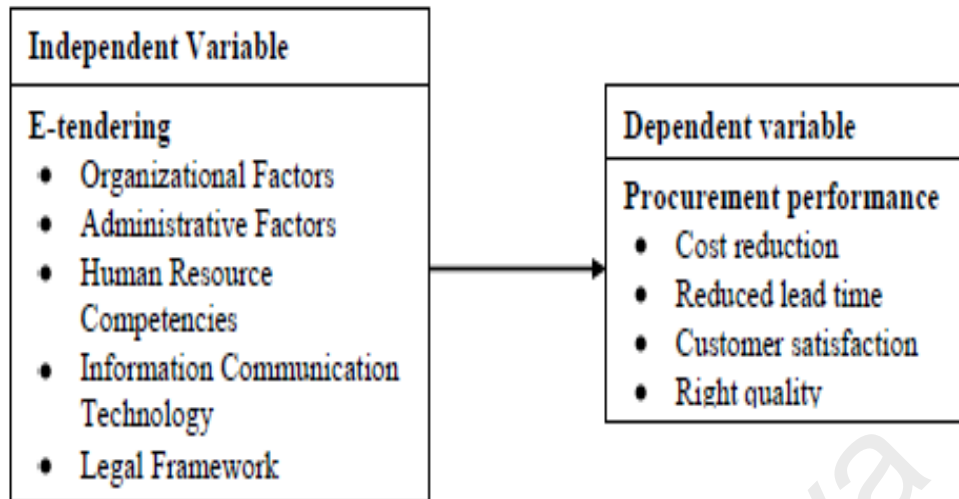 Independent Variable
E-tendering
• Organizational Factors
• Administrative Factors
• Human Resource
Competencies
• Information Communication
Technology
• Legal Framework
Dependent variable
Procurement performance
• Cost reduction
• Reduced lead time
• Customer satisfaction
• Right quality